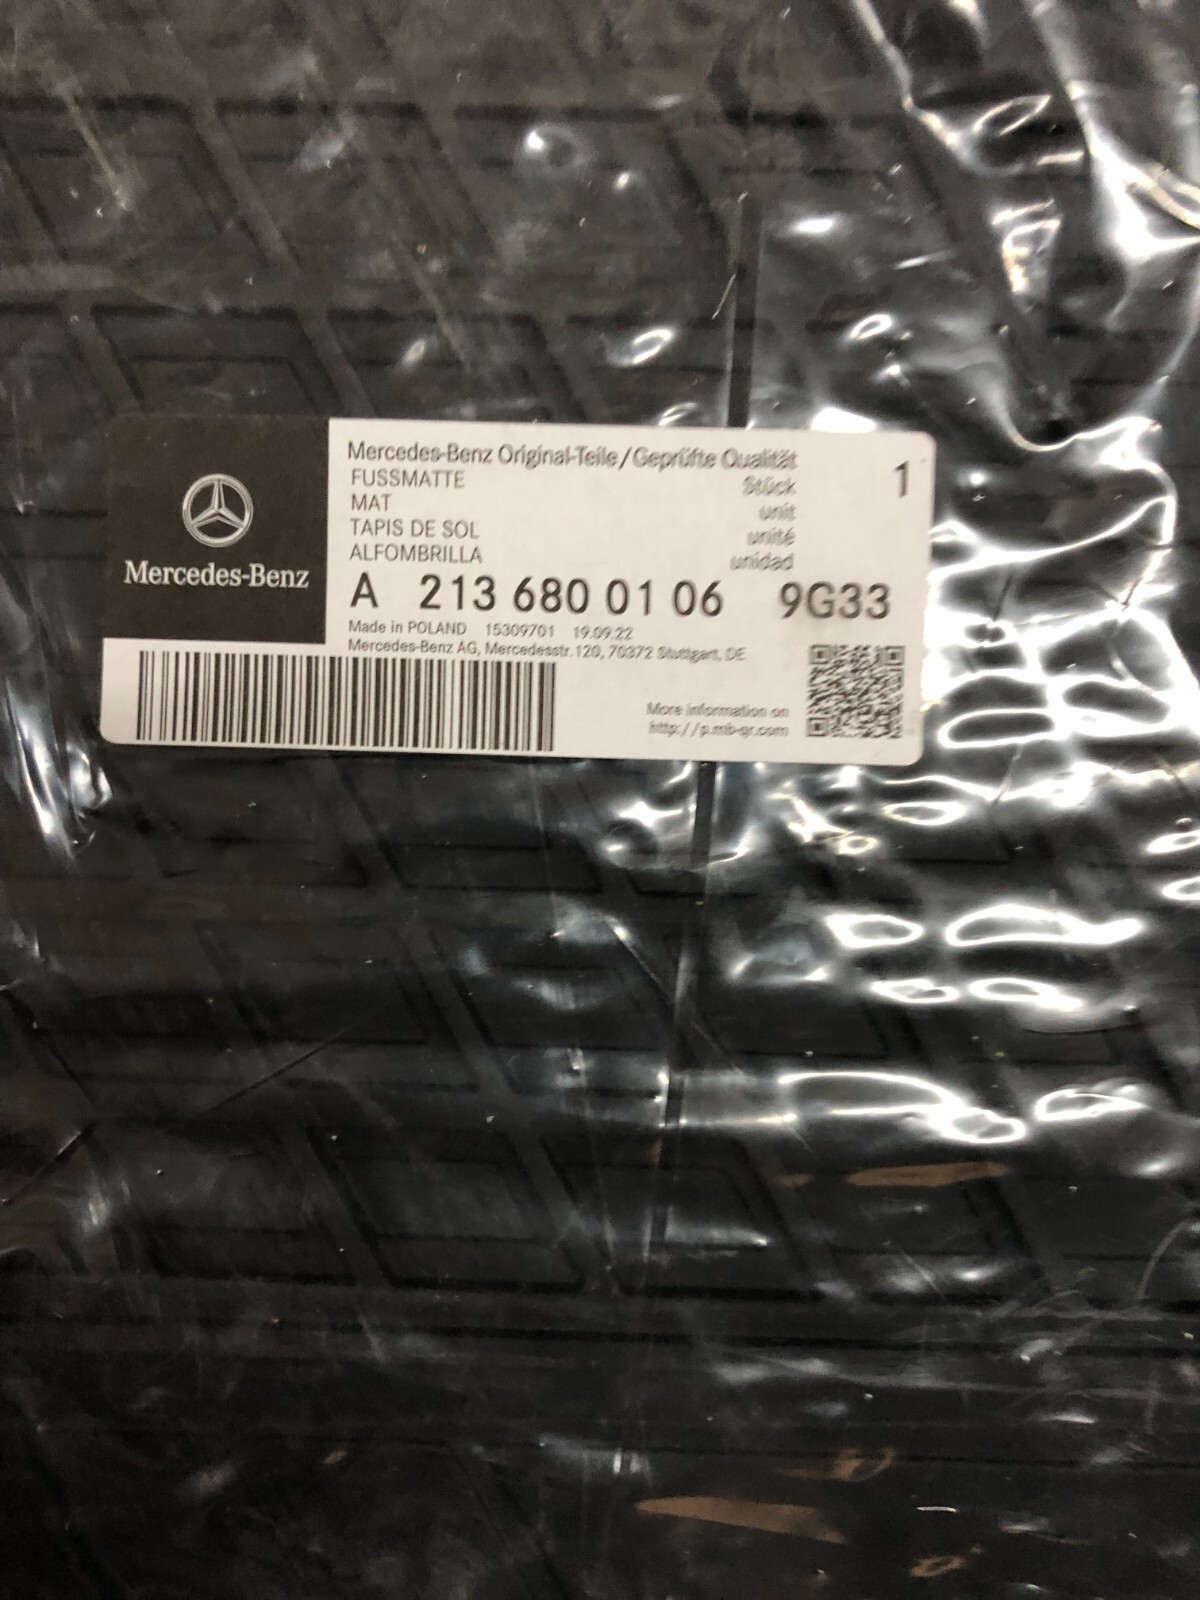 Mercedes-Benz
Mercedes-Benz Original-Teile/Geprüfte Qualität
FUSSMATTE Stück 1
MAT unit
TAPIS DE SOL unité
ALFOMBRILLA unidad
A 213 680 01 06 9G33
Made in POLAND 15309701 19.09.22
Mercedes-Benz AG, Mercedesstr.120, 70372 Stuttgart, DE
More information on
http://p.mb-qr.com